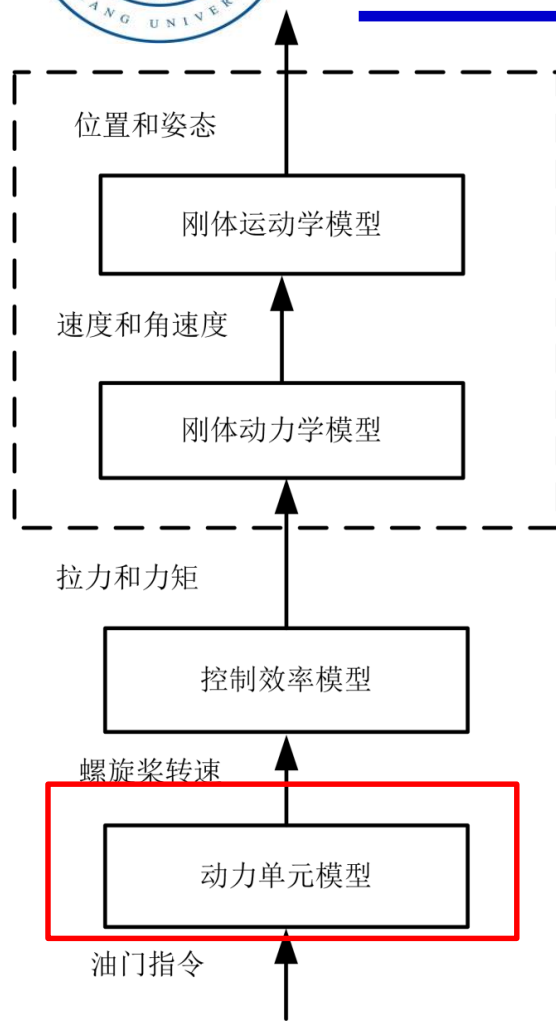 ANG UNIVER
位置和姿态
刚体运动学模型
速度和角速度
刚体动力学模型
拉力和力矩
控制效率模型
螺旋桨转速
动力单元模型
油门指令